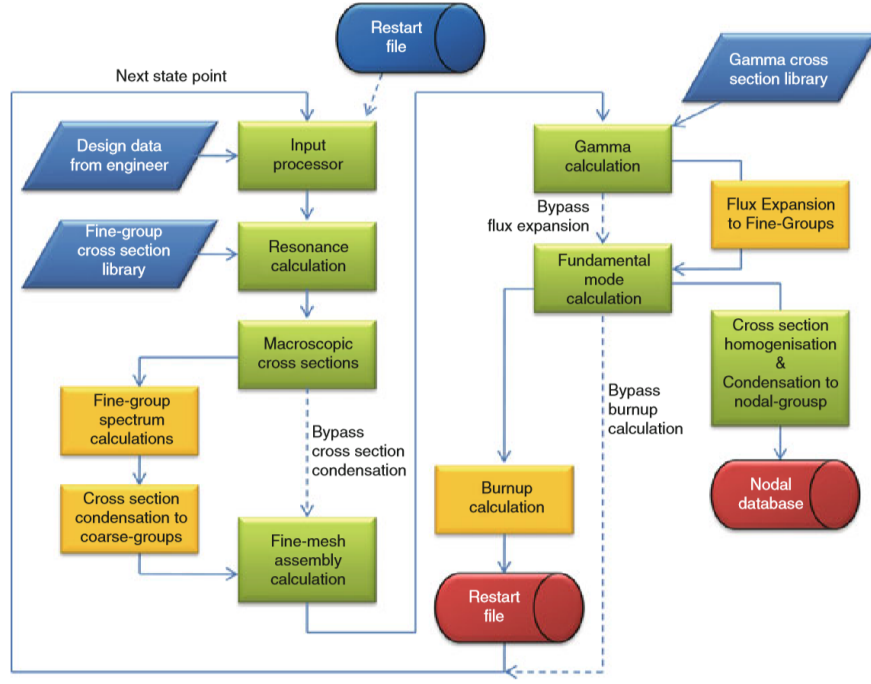 Restart
file
Next state point
Gamma cross
section library
Design data
from engineer
Input
processor
Gamma
calculation
Bypass
flux expansion
Flux Expansion
to Fine-Groups
Fine-group
cross section
library
Resonance
calculation
Fundamental
mode
calculation
Macroscopic
cross sections
Cross section
homogenisation
&
Condensation to
nodal-grousp
Fine-group
spectrum
calculations
Bypass
cross section
condensation
Bypass
burnup
calculation
Cross section
condensation to
coarse-groups
Burnup
calculation
Nodal
database
Fine-mesh
assembly
calculation
Restart
file